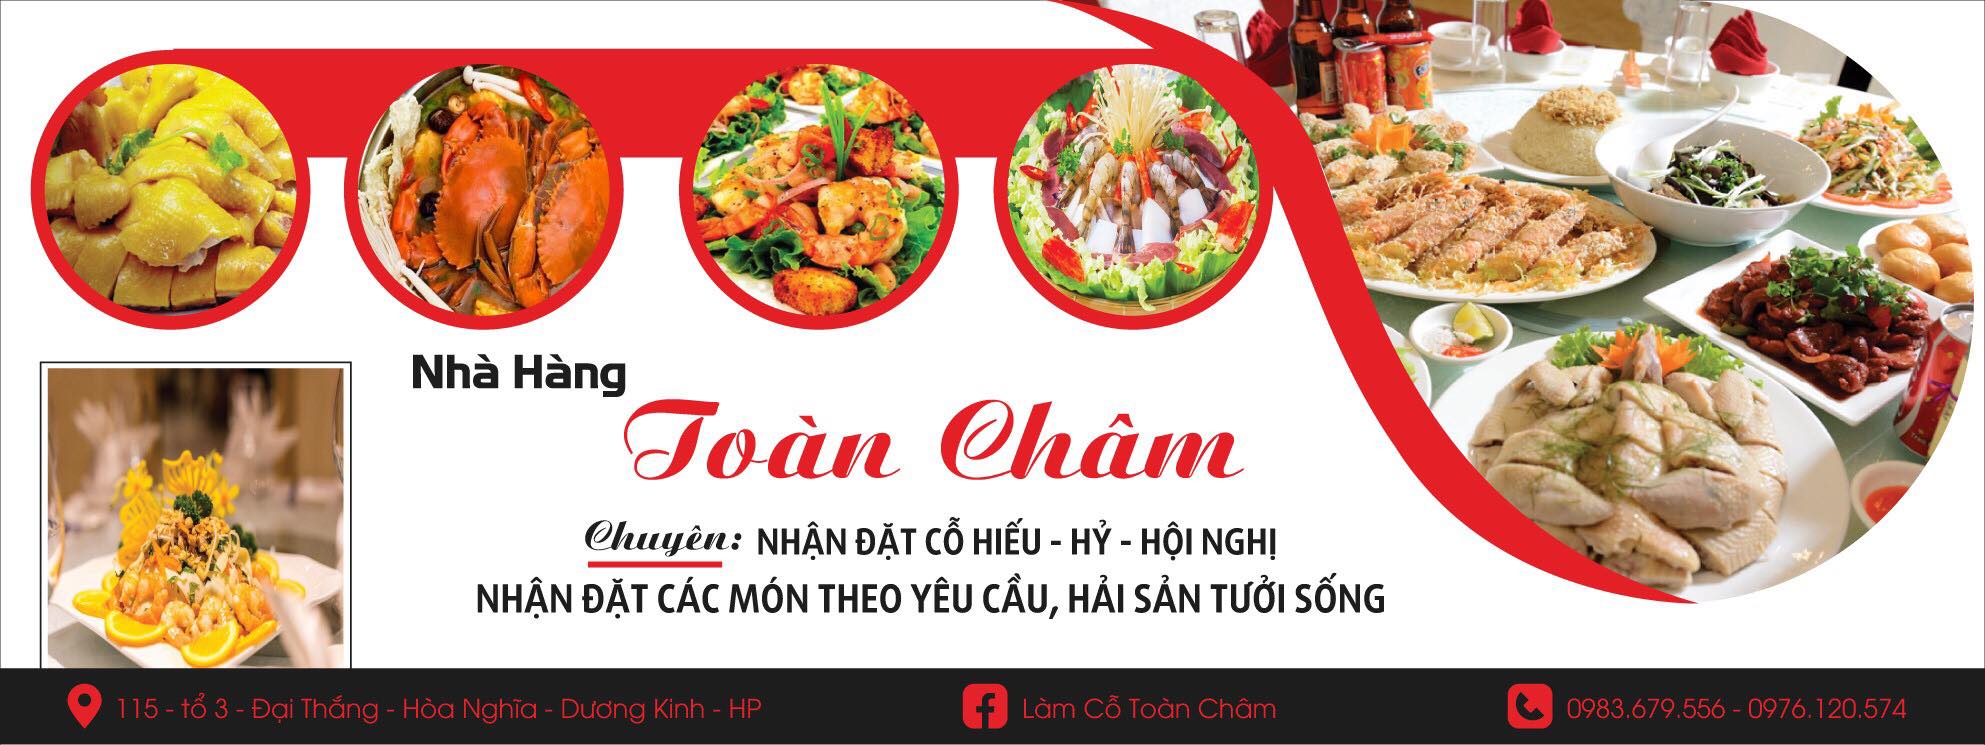 Nhà Hàng
Toàn Châm
Chuyên: NHẬN ĐẶT CỖ HIẾU - HỶ - HỘI NGHỊ
NHẬN ĐẶT CÁC MÓN THEO YÊU CẦU, HẢI SẢN TƯỞI SỐNG
115 - tổ 3 - Đại Thắng - Hòa Nghĩa - Dương Kinh - HP
Làm Cỗ Toàn Châm
0983.679.556 - 0976.120.574